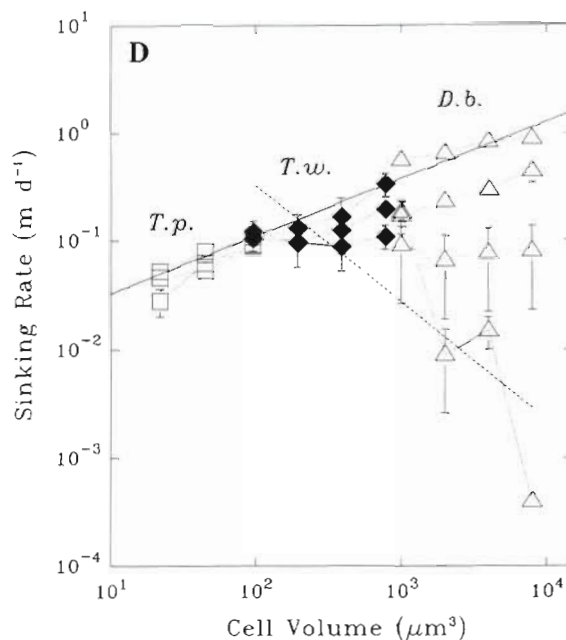 D
D.b.
T.w.
T.p.
Sinking Rate (m d⁻¹)
10¹
10⁰
10⁻¹
10⁻²
10⁻³
10⁻⁴
10¹ 10² 10³ 10⁴
Cell Volume (μm³)